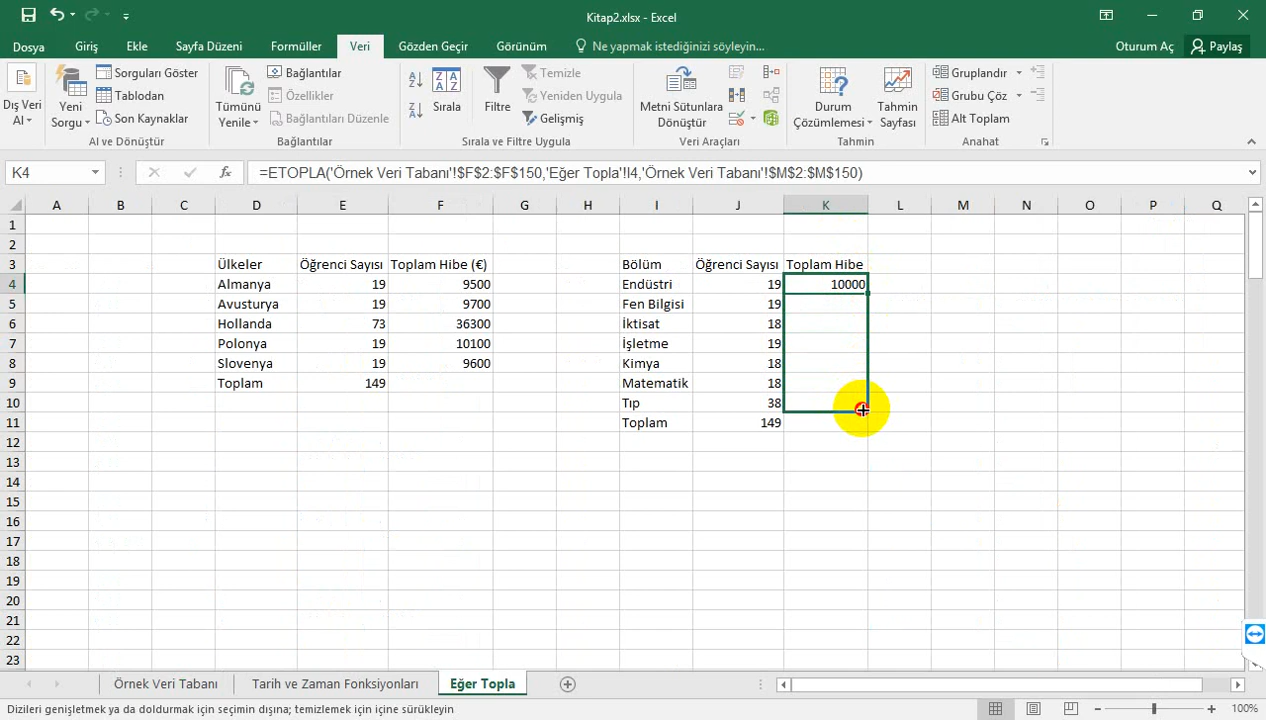 Kitap2.xlsx - Excel
Dosya Giriş Ekle Sayfa Düzeni Formüller Veri Gözden Geçir Görünüm Ne yapmak istediğinizi söyleyin... Oturum Aç Paylaş
Dış Veri Al
Yeni Sorgu
Sorguları Göster
Tablodan
Son Kaynaklar
Al ve Dönüştür
Tümünü Yenile
Bağlantılar
Özellikler
Bağlantıları Düzenle
Bağlantılar
Sırala
Filtre
Temizle
Yeniden Uygula
Gelişmiş
Sırala ve Filtre Uygula
Metni Sütunlara Dönüştür
Veri Araçları
Durum Çözümlemesi
Tahmin Sayfası
Tahmin
Gruplandır
Grubu Çöz
Alt Toplam
Anahat
K4 fx =ETOPLA('Örnek Veri Tabanı'!$F$2:$F$150,'Eğer Topla'!I4,'Örnek Veri Tabanı'!$M$2:$M$150)
A B C D E F G H I J K L M N O P Q
1
2
3 Ülkeler Öğrenci Sayısı Toplam Hibe (€) Bölüm Öğrenci Sayısı Toplam Hibe
4 Almanya 19 9500 Endüstri 19 10000
5 Avusturya 19 9700 Fen Bilgisi 19
6 Hollanda 73 36300 İktisat 18
7 Polonya 19 10100 İşletme 19
8 Slovenya 19 9600 Kimya 18
9 Toplam 149 Matematik 18
10 Tıp 38
11 Toplam 149
12
13
14
15
16
17
18
19
20
21
22
23
Örnek Veri Tabanı Tarih ve Zaman Fonksiyonları Eğer Topla
Dizileri genişletmek ya da doldurmak için seçimin dışına; temizlemek için içine sürükleyin 100%